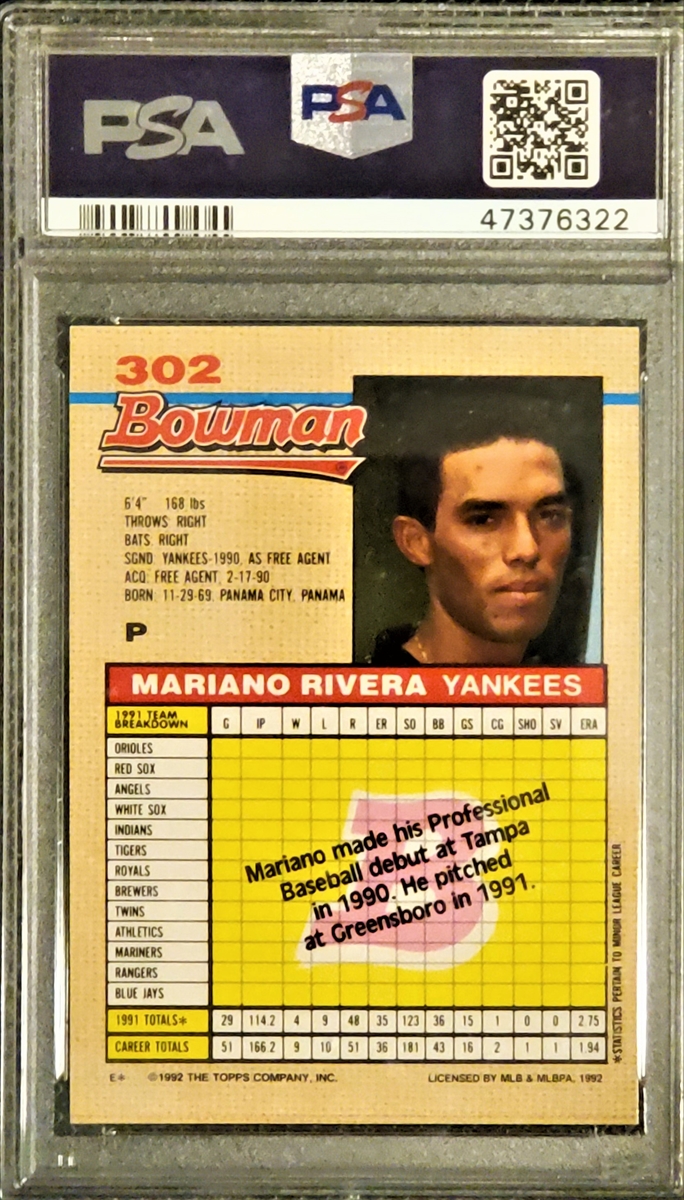 PSA PSA
47376322
302
Bowman
6'4" 168 lbs
THROWS: RIGHT
BATS: RIGHT
SGND: YANKEES-1990, AS FREE AGENT
ACQ: FREE AGENT, 2-17-90
BORN: 11-29-69, PANAMA CITY, PANAMA
P
MARIANO RIVERA YANKEES
1991 TEAM BREAKDOWN G IP W L R ER SO BB GS CG SHO SV ERA
ORIOLES
RED SOX
ANGELS
WHITE SOX
INDIANS
TIGERS
ROYALS
BREWERS
TWINS
ATHLETICS
MARINERS
RANGERS
BLUE JAYS
Mariano made his Professional
Baseball debut at Tampa
in 1990. He pitched
at Greensboro in 1991.
1991 TOTALS* 29 114.2 4 9 48 35 123 36 15 1 0 0 2.75
CAREER TOTALS 51 166.2 9 10 51 36 181 43 16 2 1 1 1.94
*STATISTICS PERTAIN TO MINOR LEAGUE CAREER
E* ©1992 THE TOPPS COMPANY, INC. LICENSED BY MLB & MLBPA, 1992